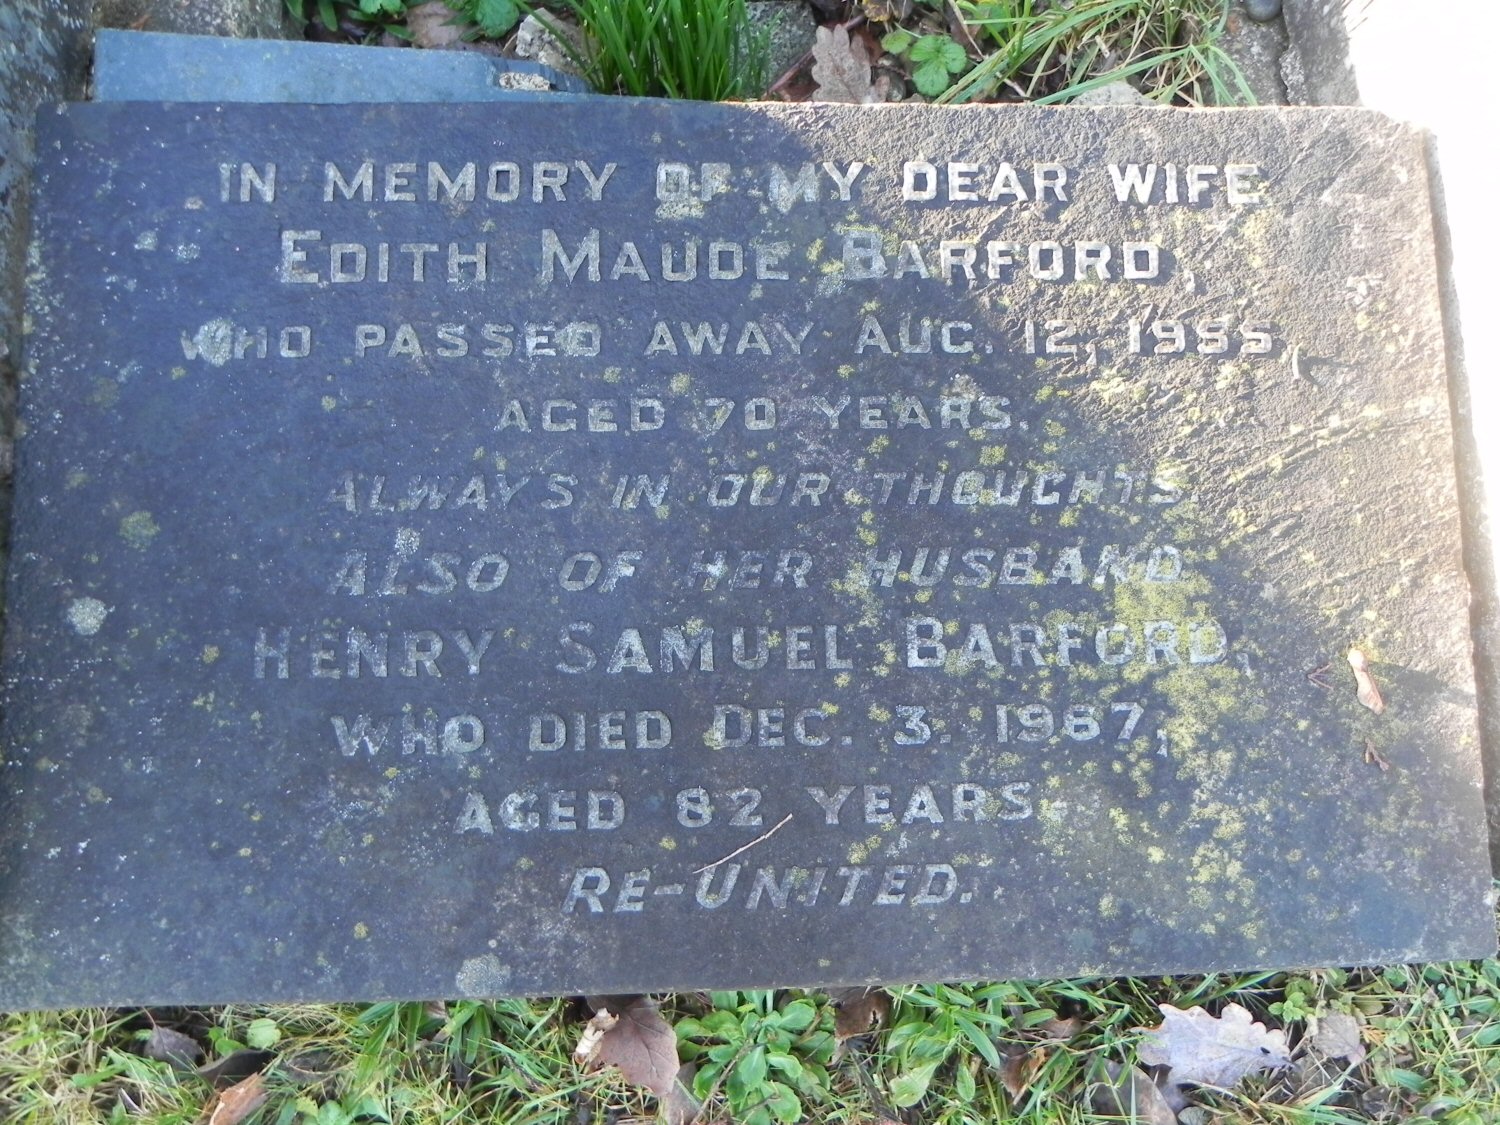 IN MEMORY OF MY DEAR WIFE
EDITH MAUDE BARFORD,
WHO PASSED AWAY AUG. 12, 1955,
AGED 70 YEARS.
ALWAYS IN OUR THOUGHTS.
ALSO OF HER HUSBAND
HENRY SAMUEL BARFORD,
WHO DIED DEC. 3. 1967,
AGED 82 YEARS.
RE-UNITED.